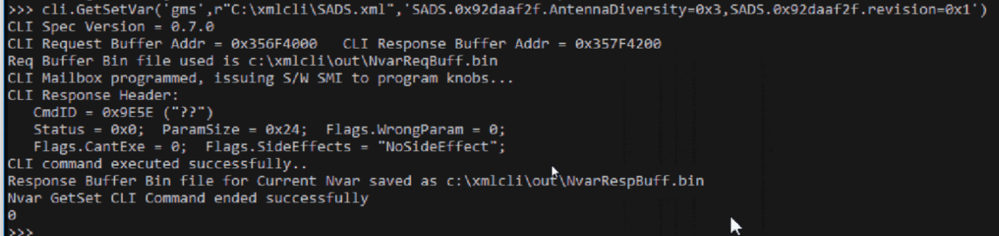 >>> cli.GetSetVar('gms',r"C:\xmlcli\SADS.xml",'SADS.0x92daaf2f.AntennaDiversity=0x3,SADS.0x92daaf2f.revision=0x1')
CLI Spec Version = 0.7.0
CLI Request Buffer Addr = 0x356F4000   CLI Response Buffer Addr = 0x357F4200
Req Buffer Bin file used is c:\xmlcli\out\NvarReqBuff.bin
CLI Mailbox programmed, issuing S/W SMI to program knobs...
CLI Response Header:
   CmdID = 0x9E5E ("??")
   Status = 0x0;  ParamSize = 0x24;  Flags.WrongParam = 0;
   Flags.CantExe = 0;  Flags.SideEffects = "NoSideEffect";
CLI command executed successfully..
Response Buffer Bin file for Current Nvar saved as c:\xmlcli\out\NvarRespBuff.bin
Nvar GetSet CLI Command ended successfully
0
>>>